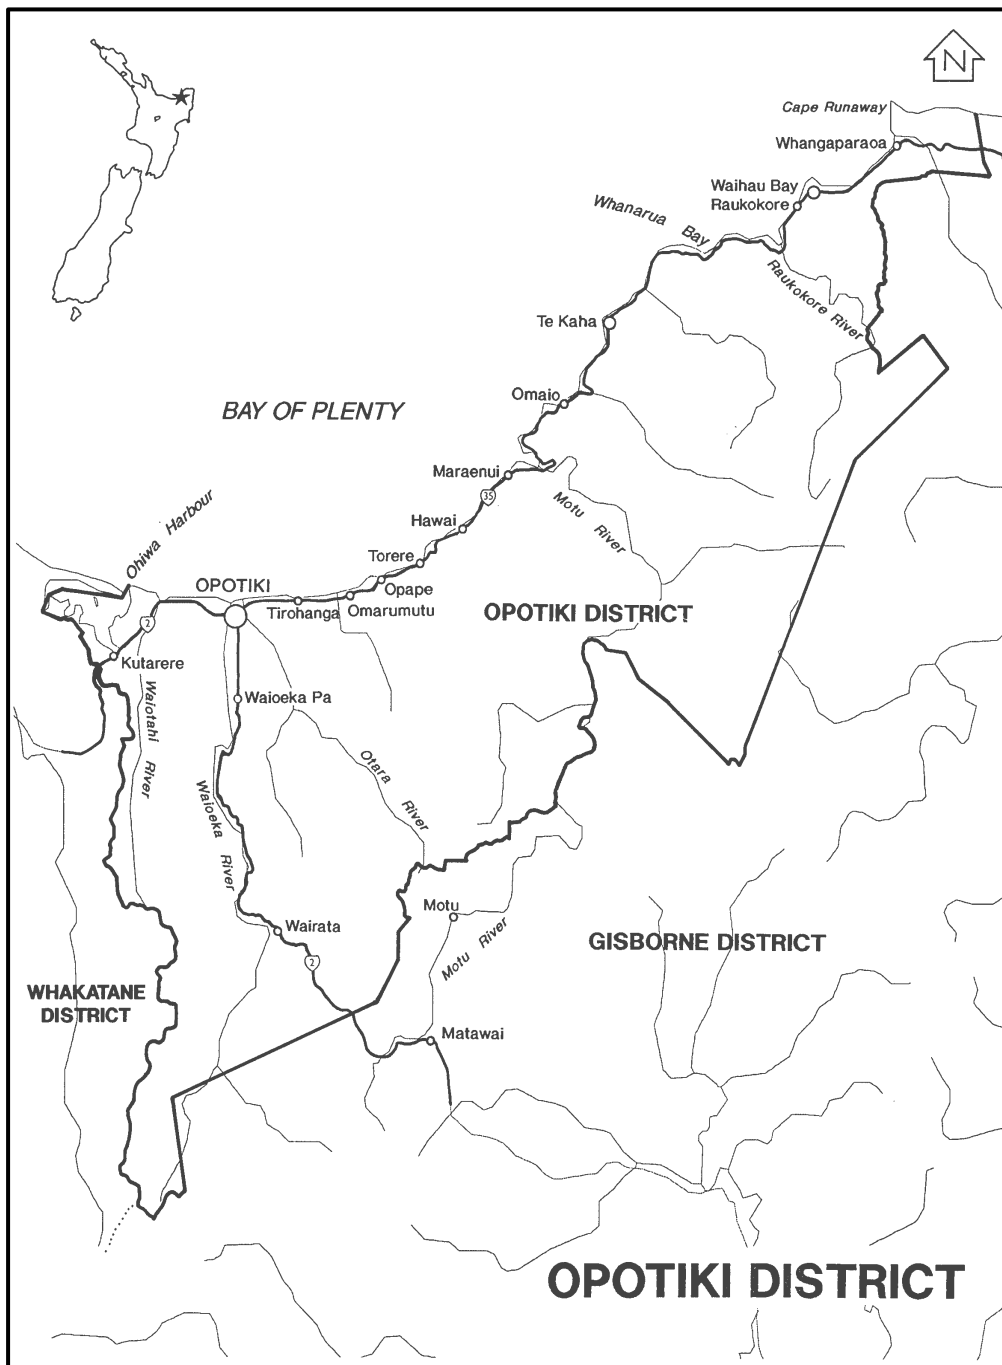 N
Cape Runaway
Whangaparaoa
Waihau Bay
Raukokore
Whanarua Bay
Raukokore River
Te Kaha
Omaio
BAY OF PLENTY
Maraenui
35
Motu River
Hawai
Ohiwa Harbour
Torere
Opape
OPOTIKI
Tirohanga
Omarumutu
OPOTIKI DISTRICT
2
Kutarere
Waiotahi River
Waioeka Pa
Otara River
Waioeka River
Motu
Wairata
Motu River
GISBORNE DISTRICT
2
WHAKATANE
DISTRICT
Matawai
OPOTIKI DISTRICT